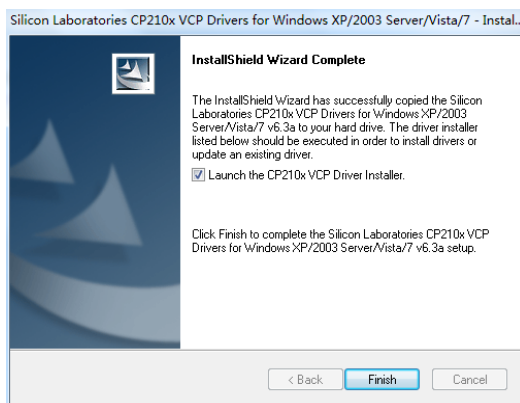 Silicon Laboratories CP210x VCP Drivers for Windows XP/2003 Server/Vista/7 - Instal...
InstallShield Wizard Complete
The InstallShield Wizard has successfully copied the Silicon
Laboratories CP210x VCP Drivers for Windows XP/2003
Server/Vista/7 v6.3a to your hard drive. The driver installer
listed below should be executed in order to install drivers or
update an existing driver.
Launch the CP210x VCP Driver Installer.
Click Finish to complete the Silicon Laboratories CP210x VCP
Drivers for Windows XP/2003 Server/Vista/7 v6.3a setup.
< Back
Finish
Cancel